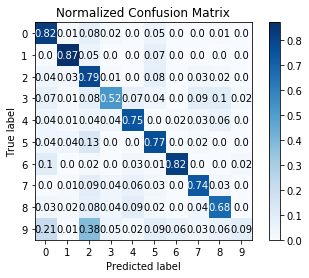 Normalized Confusion Matrix
0 0.82 0.01 0.08 0.02 0.0 0.05 0.01 0.0 0.01 0.0
1 0.0 0.87 0.05 0.0 0.0 0.07 0.0 0.0 0.01 0.0
2 0.04 0.03 0.79 0.01 0.0 0.08 0.0 0.03 0.02 0.0
3 0.03 0.01 0.08 0.52 0.07 0.04 0.0 0.09 0.1 0.02
4 0.04 0.01 0.05 0.04 0.75 0.0 0.02 0.03 0.06 0.0
5 0.04 0.04 0.13 0.0 0.0 0.77 0.0 0.0 0.02 0.0
6 0.1 0.0 0.02 0.0 0.03 0.01 0.82 0.0 0.0 0.02
7 0.0 0.01 0.09 0.04 0.06 0.03 0.0 0.74 0.03 0.0
8 0.03 0.02 0.08 0.04 0.09 0.02 0.0 0.04 0.68 0.0
9 0.21 0.01 0.38 0.05 0.02 0.09 0.06 0.03 0.06 0.09
0 1 2 3 4 5 6 7 8 9
True label
Predicted label
0.8
0.7
0.6
0.5
0.4
0.3
0.2
0.1
0.0